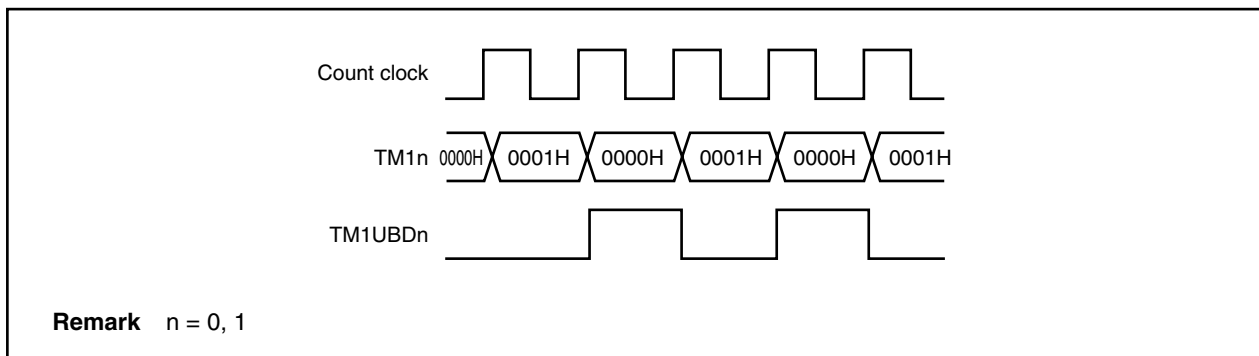 Count clock
TM1n 0000H 0001H 0000H 0001H 0000H 0001H
TM1UBDn
Remark n = 0, 1